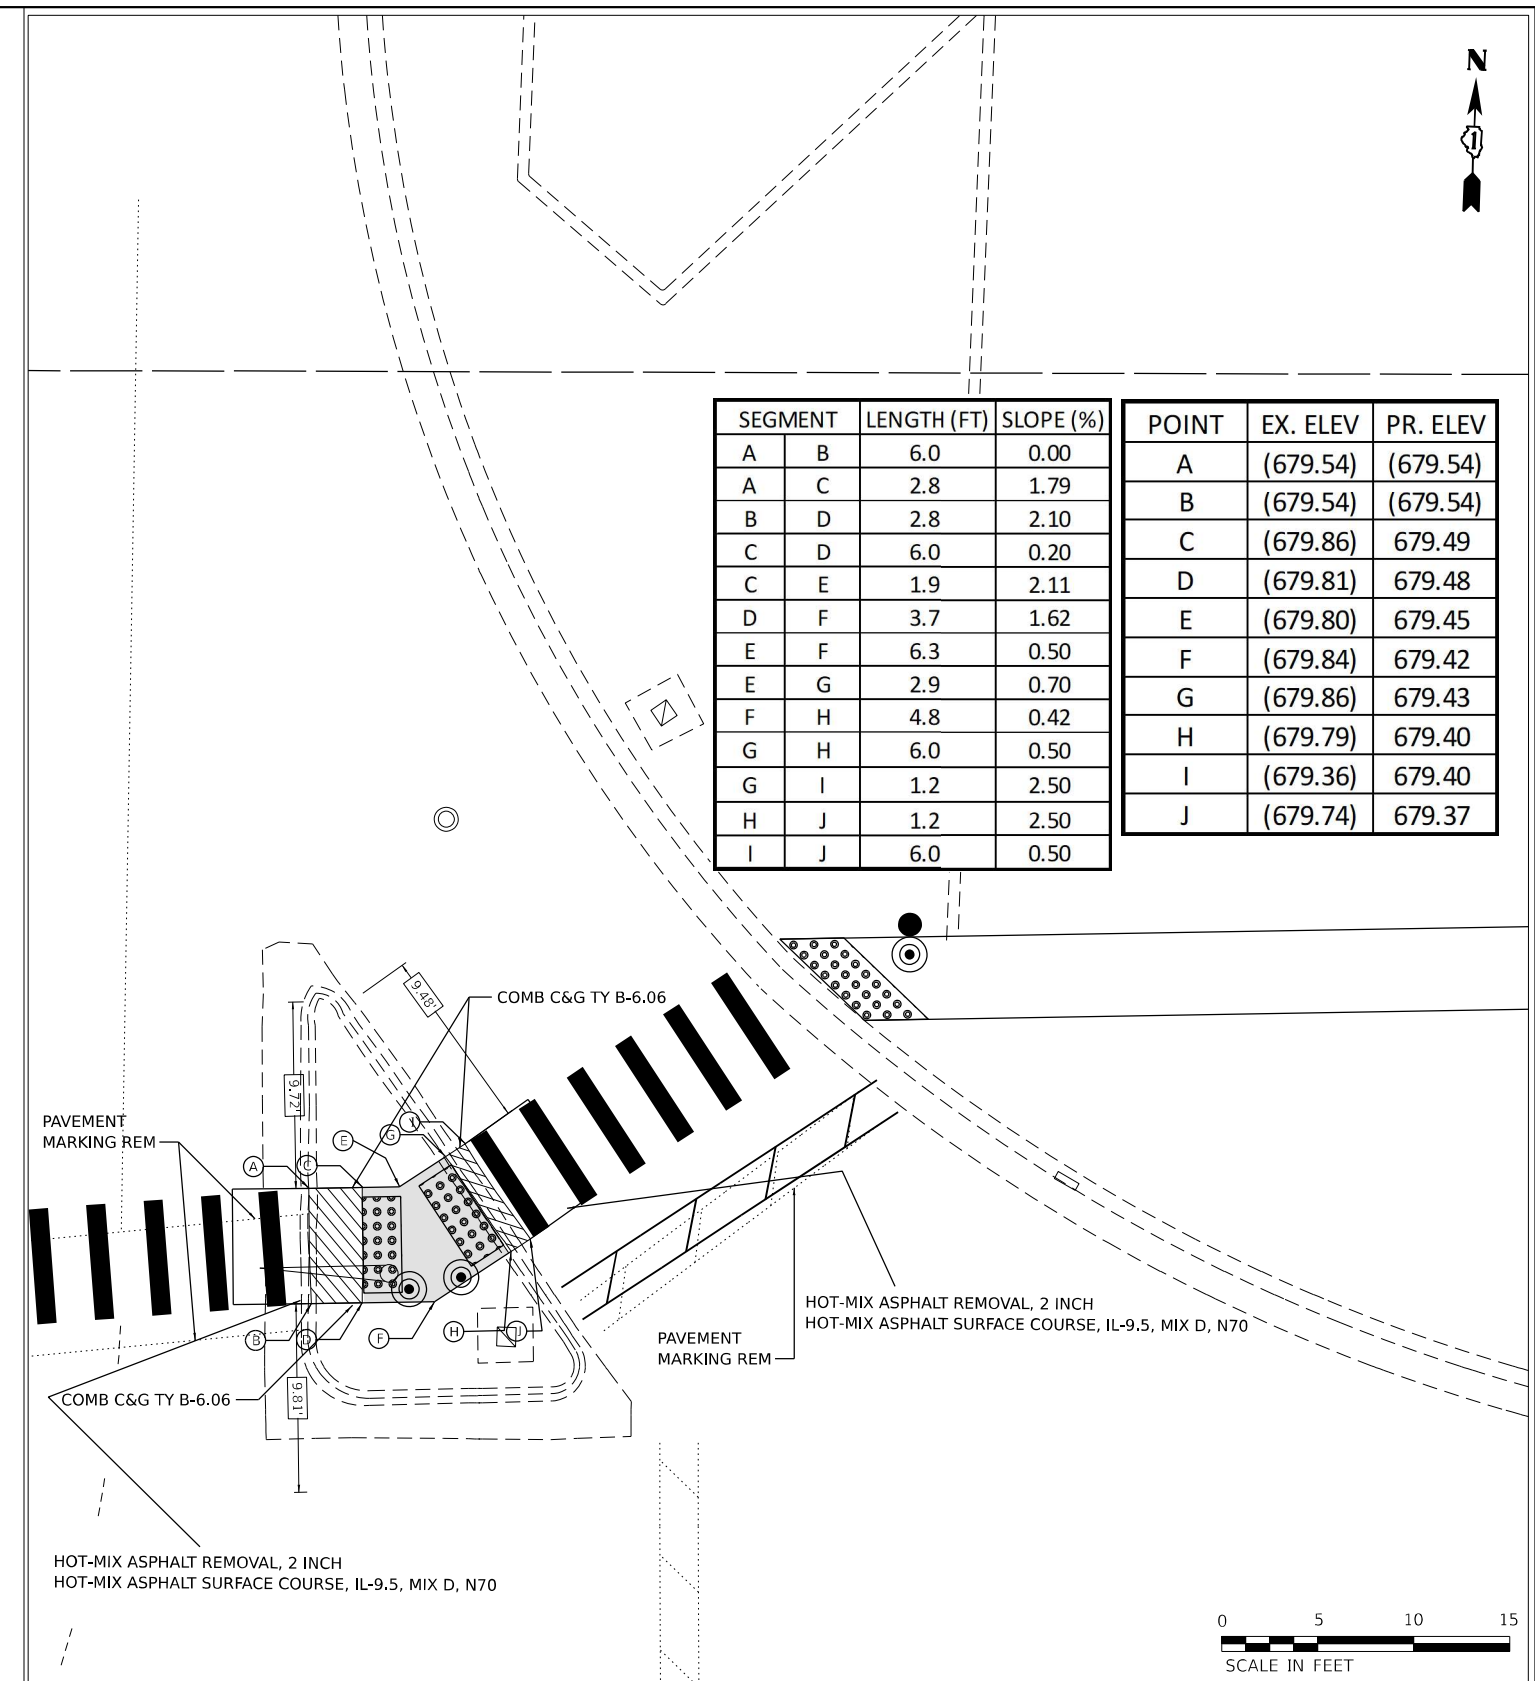 N
1
SEGMENT LENGTH (FT) SLOPE (%)
A B 6.0 0.00
A C 2.8 1.79
B D 2.8 2.10
C D 6.0 0.20
C E 1.9 2.11
D F 3.7 1.62
E F 6.3 0.50
E G 2.9 0.70
F H 4.8 0.42
G H 6.0 0.50
G I 1.2 2.50
H J 1.2 2.50
I J 6.0 0.50
POINT EX. ELEV PR. ELEV
A (679.54) (679.54)
B (679.54) (679.54)
C (679.86) 679.49
D (679.81) 679.48
E (679.80) 679.45
F (679.84) 679.42
G (679.86) 679.43
H (679.79) 679.40
I (679.36) 679.40
J (679.74) 679.37
9.48'
COMB C&G TY B-6.06
9.72'
PAVEMENT
MARKING REM
A
C
E
G
B
D
F
H
J
HOT-MIX ASPHALT REMOVAL, 2 INCH
HOT-MIX ASPHALT SURFACE COURSE, IL-9.5, MIX D, N70
PAVEMENT
MARKING REM
COMB C&G TY B-6.06
9.81'
HOT-MIX ASPHALT REMOVAL, 2 INCH
HOT-MIX ASPHALT SURFACE COURSE, IL-9.5, MIX D, N70
0 5 10 15
SCALE IN FEET